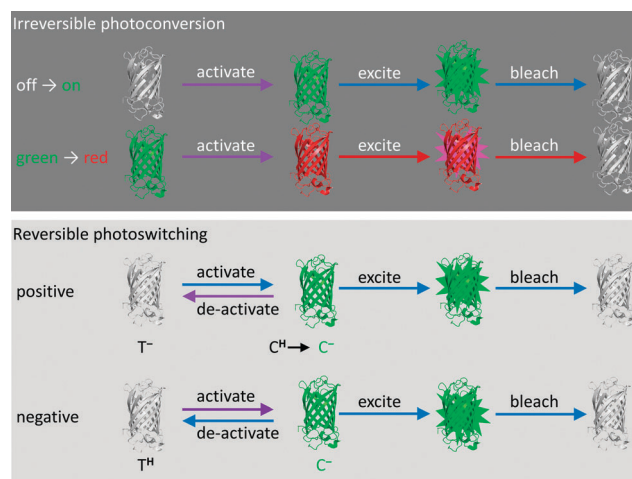 Irreversible photoconversion
off → on
activate
excite
bleach
green → red
activate
excite
bleach
Reversible photoswitching
positive
activate
de-activate
excite
bleach
T⁻
Cᴴ→ C⁻
negative
activate
de-activate
excite
bleach
Tᴴ
C⁻